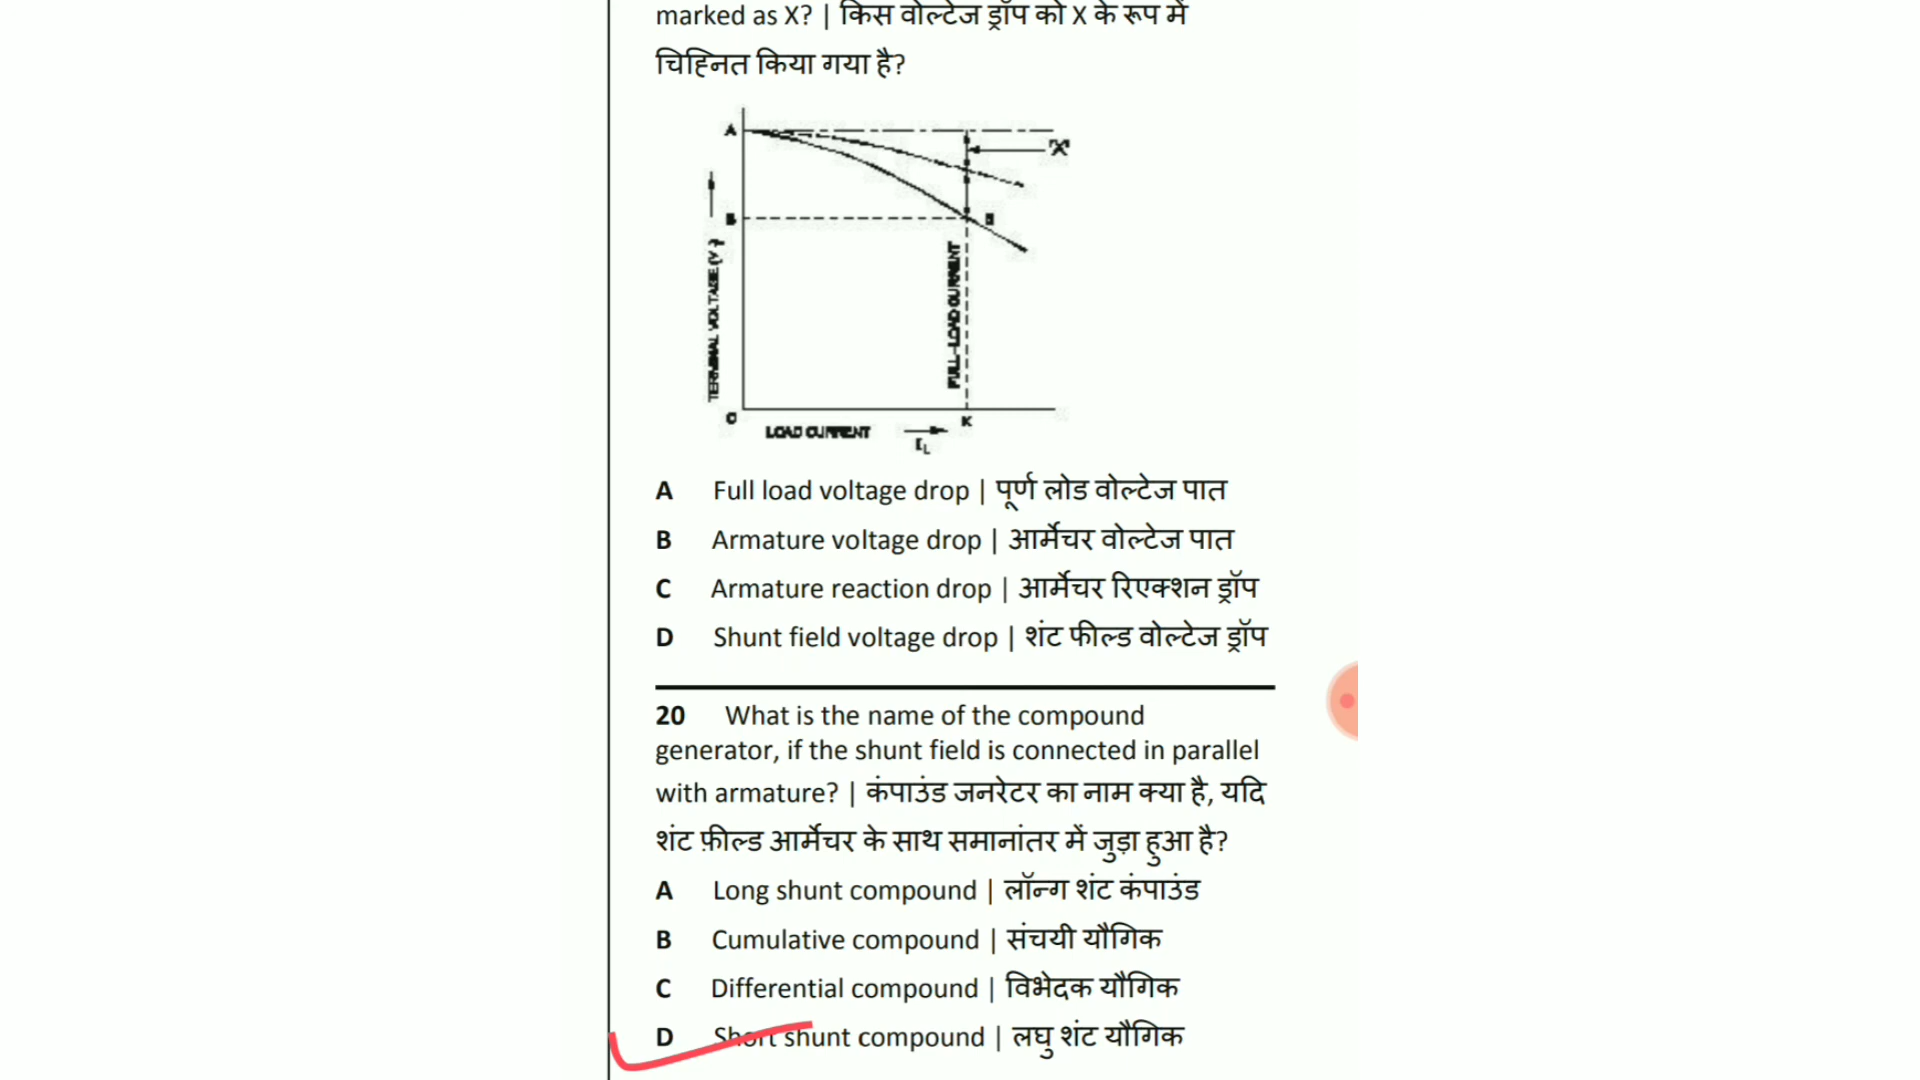 marked as X? | किस वोल्टेज ड्रॉप को X के रूप में
चिह्नित किया गया है?
A
'X'
B
TERMINAL VOLTAGE (V)
FULL-LOAD CURRENT
O
K
LOAD CURRENT
I_L
A Full load voltage drop | पूर्ण लोड वोल्टेज पात
B Armature voltage drop | आर्मेचर वोल्टेज पात
C Armature reaction drop | आर्मेचर रिएक्शन ड्रॉप
D Shunt field voltage drop | शंट फील्ड वोल्टेज ड्रॉप
20 What is the name of the compound
generator, if the shunt field is connected in parallel
with armature? | कंपाउंड जनरेटर का नाम क्या है, यदि
शंट फ़ील्ड आर्मेचर के साथ समानांतर में जुड़ा हुआ है?
A Long shunt compound | लॉन्ग शंट कंपाउंड
B Cumulative compound | संचयी यौगिक
C Differential compound | विभेदक यौगिक
D Short shunt compound | लघु शंट यौगिक